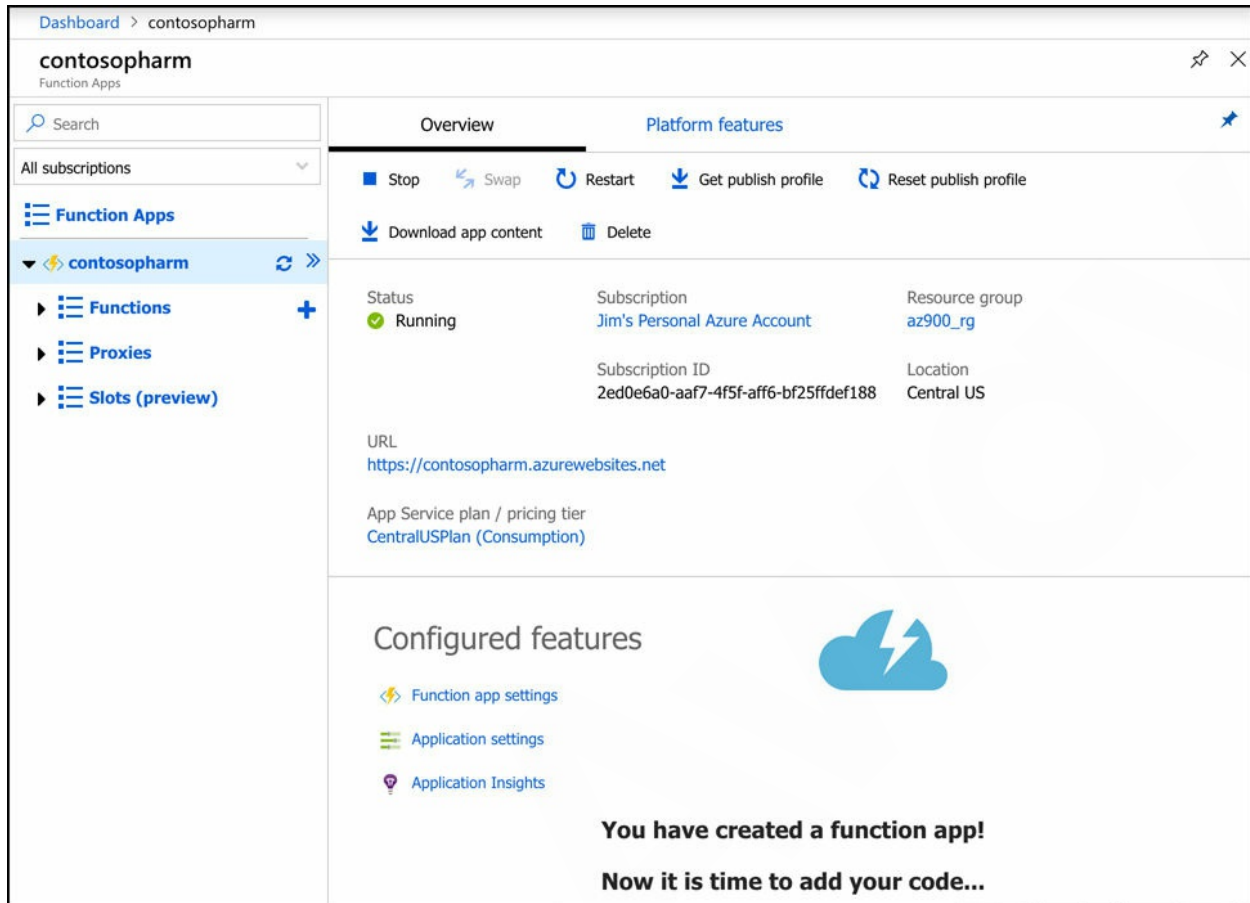 Dashboard > contosopharm
contosopharm
Function Apps
Search
All subscriptions
Function Apps
contosopharm
Functions
Proxies
Slots (preview)
Overview Platform features
Stop Swap Restart Get publish profile Reset publish profile
Download app content Delete
Status Subscription Resource group
Running Jim's Personal Azure Account az900_rg
Subscription ID Location
2ed0e6a0-aaf7-4f5f-aff6-bf25ffdef188 Central US
URL
https://contosopharm.azurewebsites.net
App Service plan / pricing tier
CentralUSPlan (Consumption)
Configured features
Function app settings
Application settings
Application Insights
You have created a function app!
Now it is time to add your code...